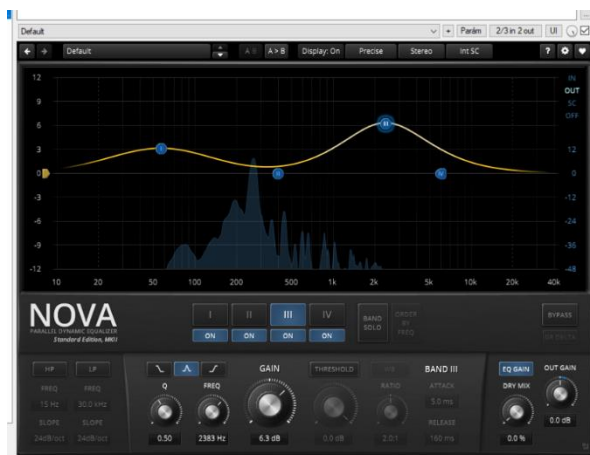 Default + Parám 2/3 in 2 out UI
Default A B A > B Display: On Precise Stereo Int SC ?
12 IN
9 OUT
6 SC
3 OFF
0
-3
-6
-9
-12
12
0
-12
-24
-36
-48
I II III IV
10 20 50 100 200 500 1k 2k 5k 10k 20k 40k
NOVA
PARALLEL DYNAMIC EQUALIZER
Standard Edition, MKI
I II III IV
ON ON ON ON
BAND SOLO
ORDER BY FREQ
BYPASS
HP LP
FREQ FREQ
15 Hz 30.0 kHz
SLOPE SLOPE
24dB/oct 24dB/oct
Q FREQ GAIN
0.50 2383 Hz 6.3 dB
THRESHOLD BAND III
RATIO ATTACK
5.0 ms
RELEASE
0.0 dB 2.0:1 160 ms
EQ GAIN OUT GAIN
DRY MIX
0.0 dB
0.0 %